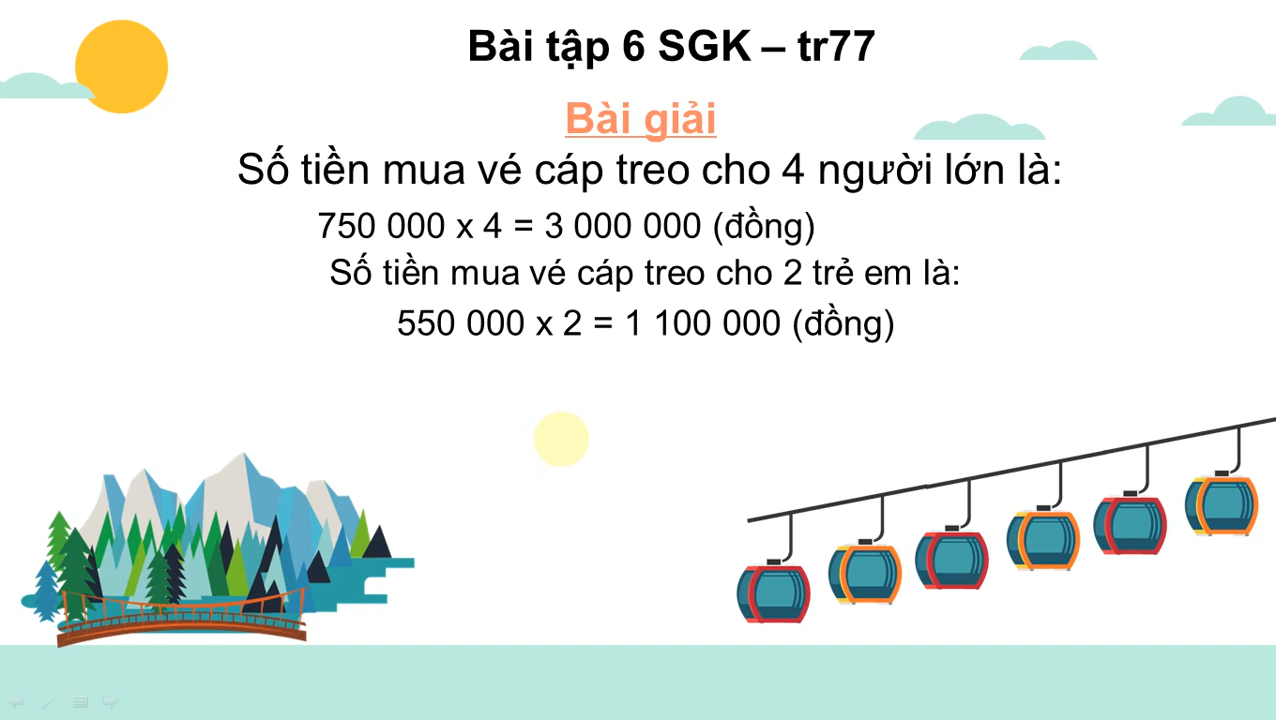 Bài tập 6 SGK – tr77
Bài giải
Số tiền mua vé cáp treo cho 4 người lớn là:
750 000 x 4 = 3 000 000 (đồng)
Số tiền mua vé cáp treo cho 2 trẻ em là:
550 000 x 2 = 1 100 000 (đồng)